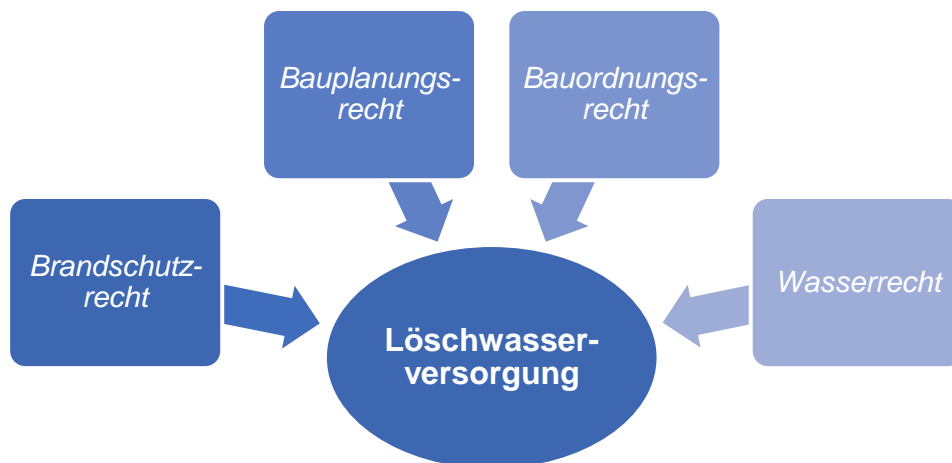 Bauplanungs-
recht
Bauordnungs-
recht
Brandschutz-
recht
Wasserrecht
Löschwasser-
versorgung